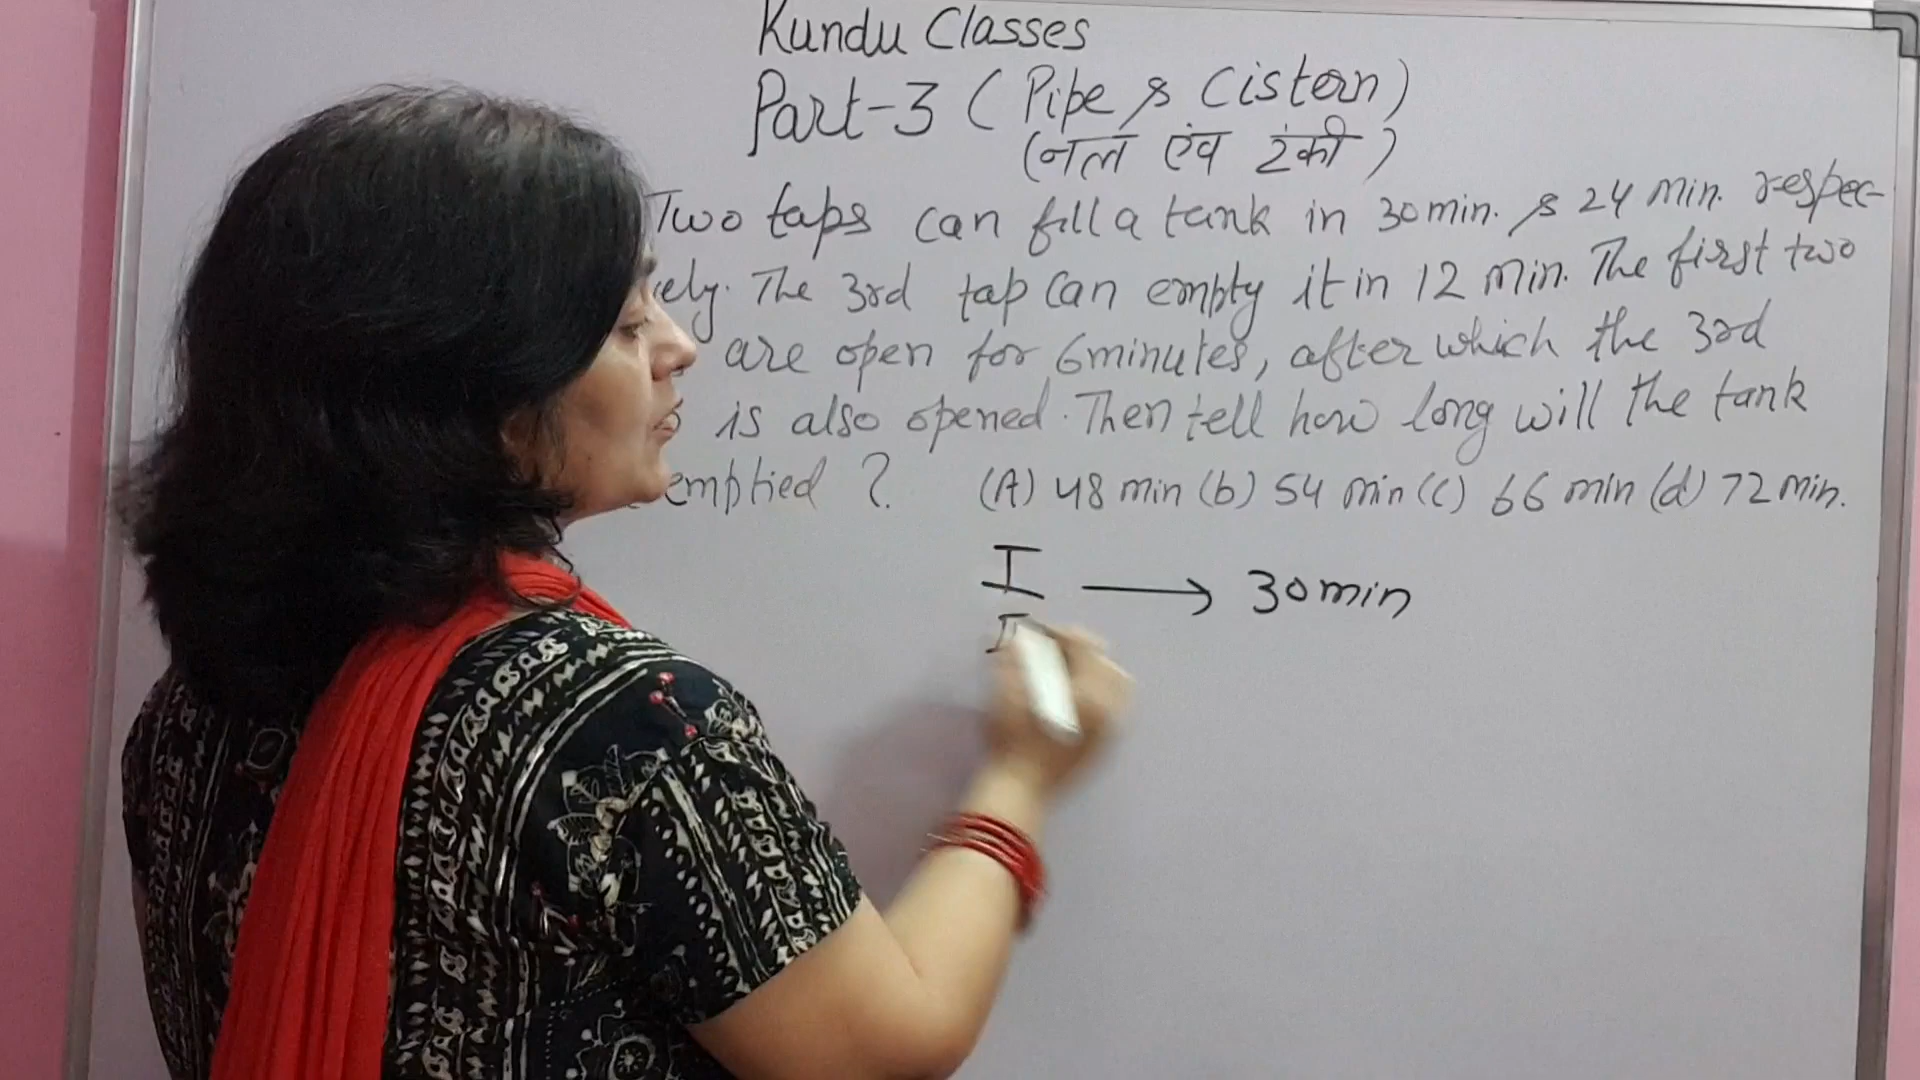 Kundu Classes
Part-3 (Pipe & Cistern)
(नल एंव टंकी)
Two taps can fill a tank in 30 min. & 24 min. respec-
ely. The 3rd tap can empty it in 12 min. The first two
are open for 6 minutes, after which the 3rd
is also opened. Then tell how long will the tank
emptied ? (A) 48 min (b) 54 min (c) 66 min (d) 72 min.
I → 30 min